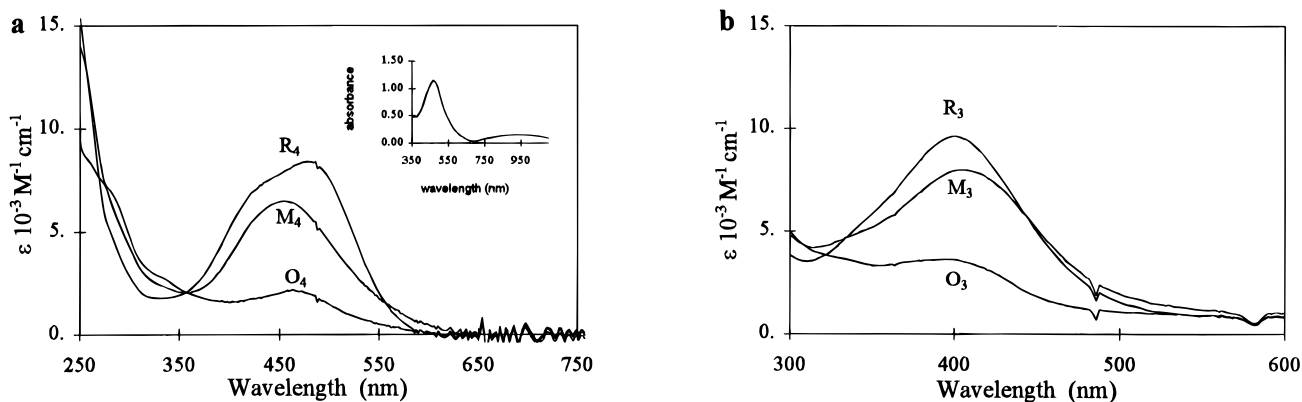 a
15.
10.
5.
0.
ε 10⁻³ M⁻¹ cm⁻¹
250 350 450 550 650 750
Wavelength (nm)
R₄
M₄
O₄
1.50
1.00
0.50
0.00
absorbance
350 550 750 950
wavelength (nm)
b
15.
10.
5.
0.
ε 10⁻³ M⁻¹ cm⁻¹
300 400 500 600
Wavelength (nm)
R₃
M₃
O₃